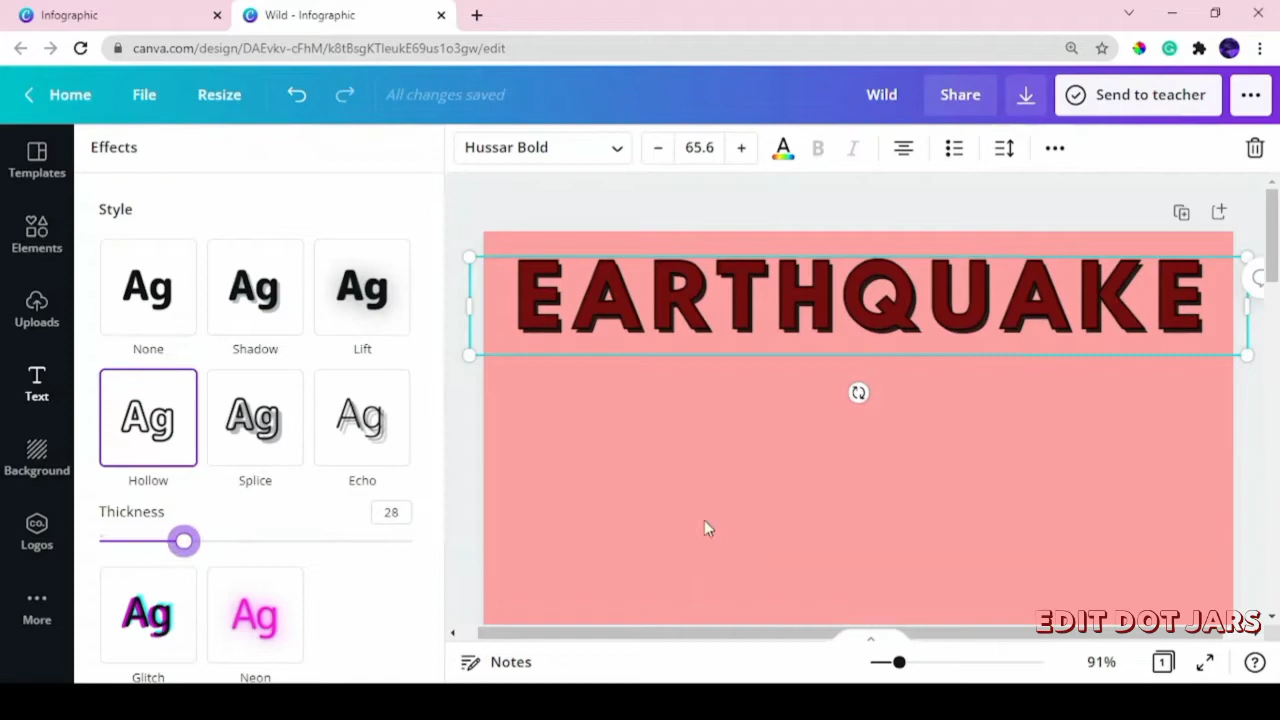 Infographic
Wild - Infographic
canva.com/design/DAEvkv-cFhM/k8tBsgKTIeukE69us1o3gw/edit
Home File Resize All changes saved Wild Share Send to teacher
Templates
Elements
Uploads
Text
Background
CO.
Logos
More
Effects
Hussar Bold 65.6 A B I
Style
Ag Ag Ag
None Shadow Lift
Ag Ag Ag
Hollow Splice Echo
Thickness 28
Ag Ag
Glitch Neon
EARTHQUAKE
EDIT DOT JARS
Notes 91% 1